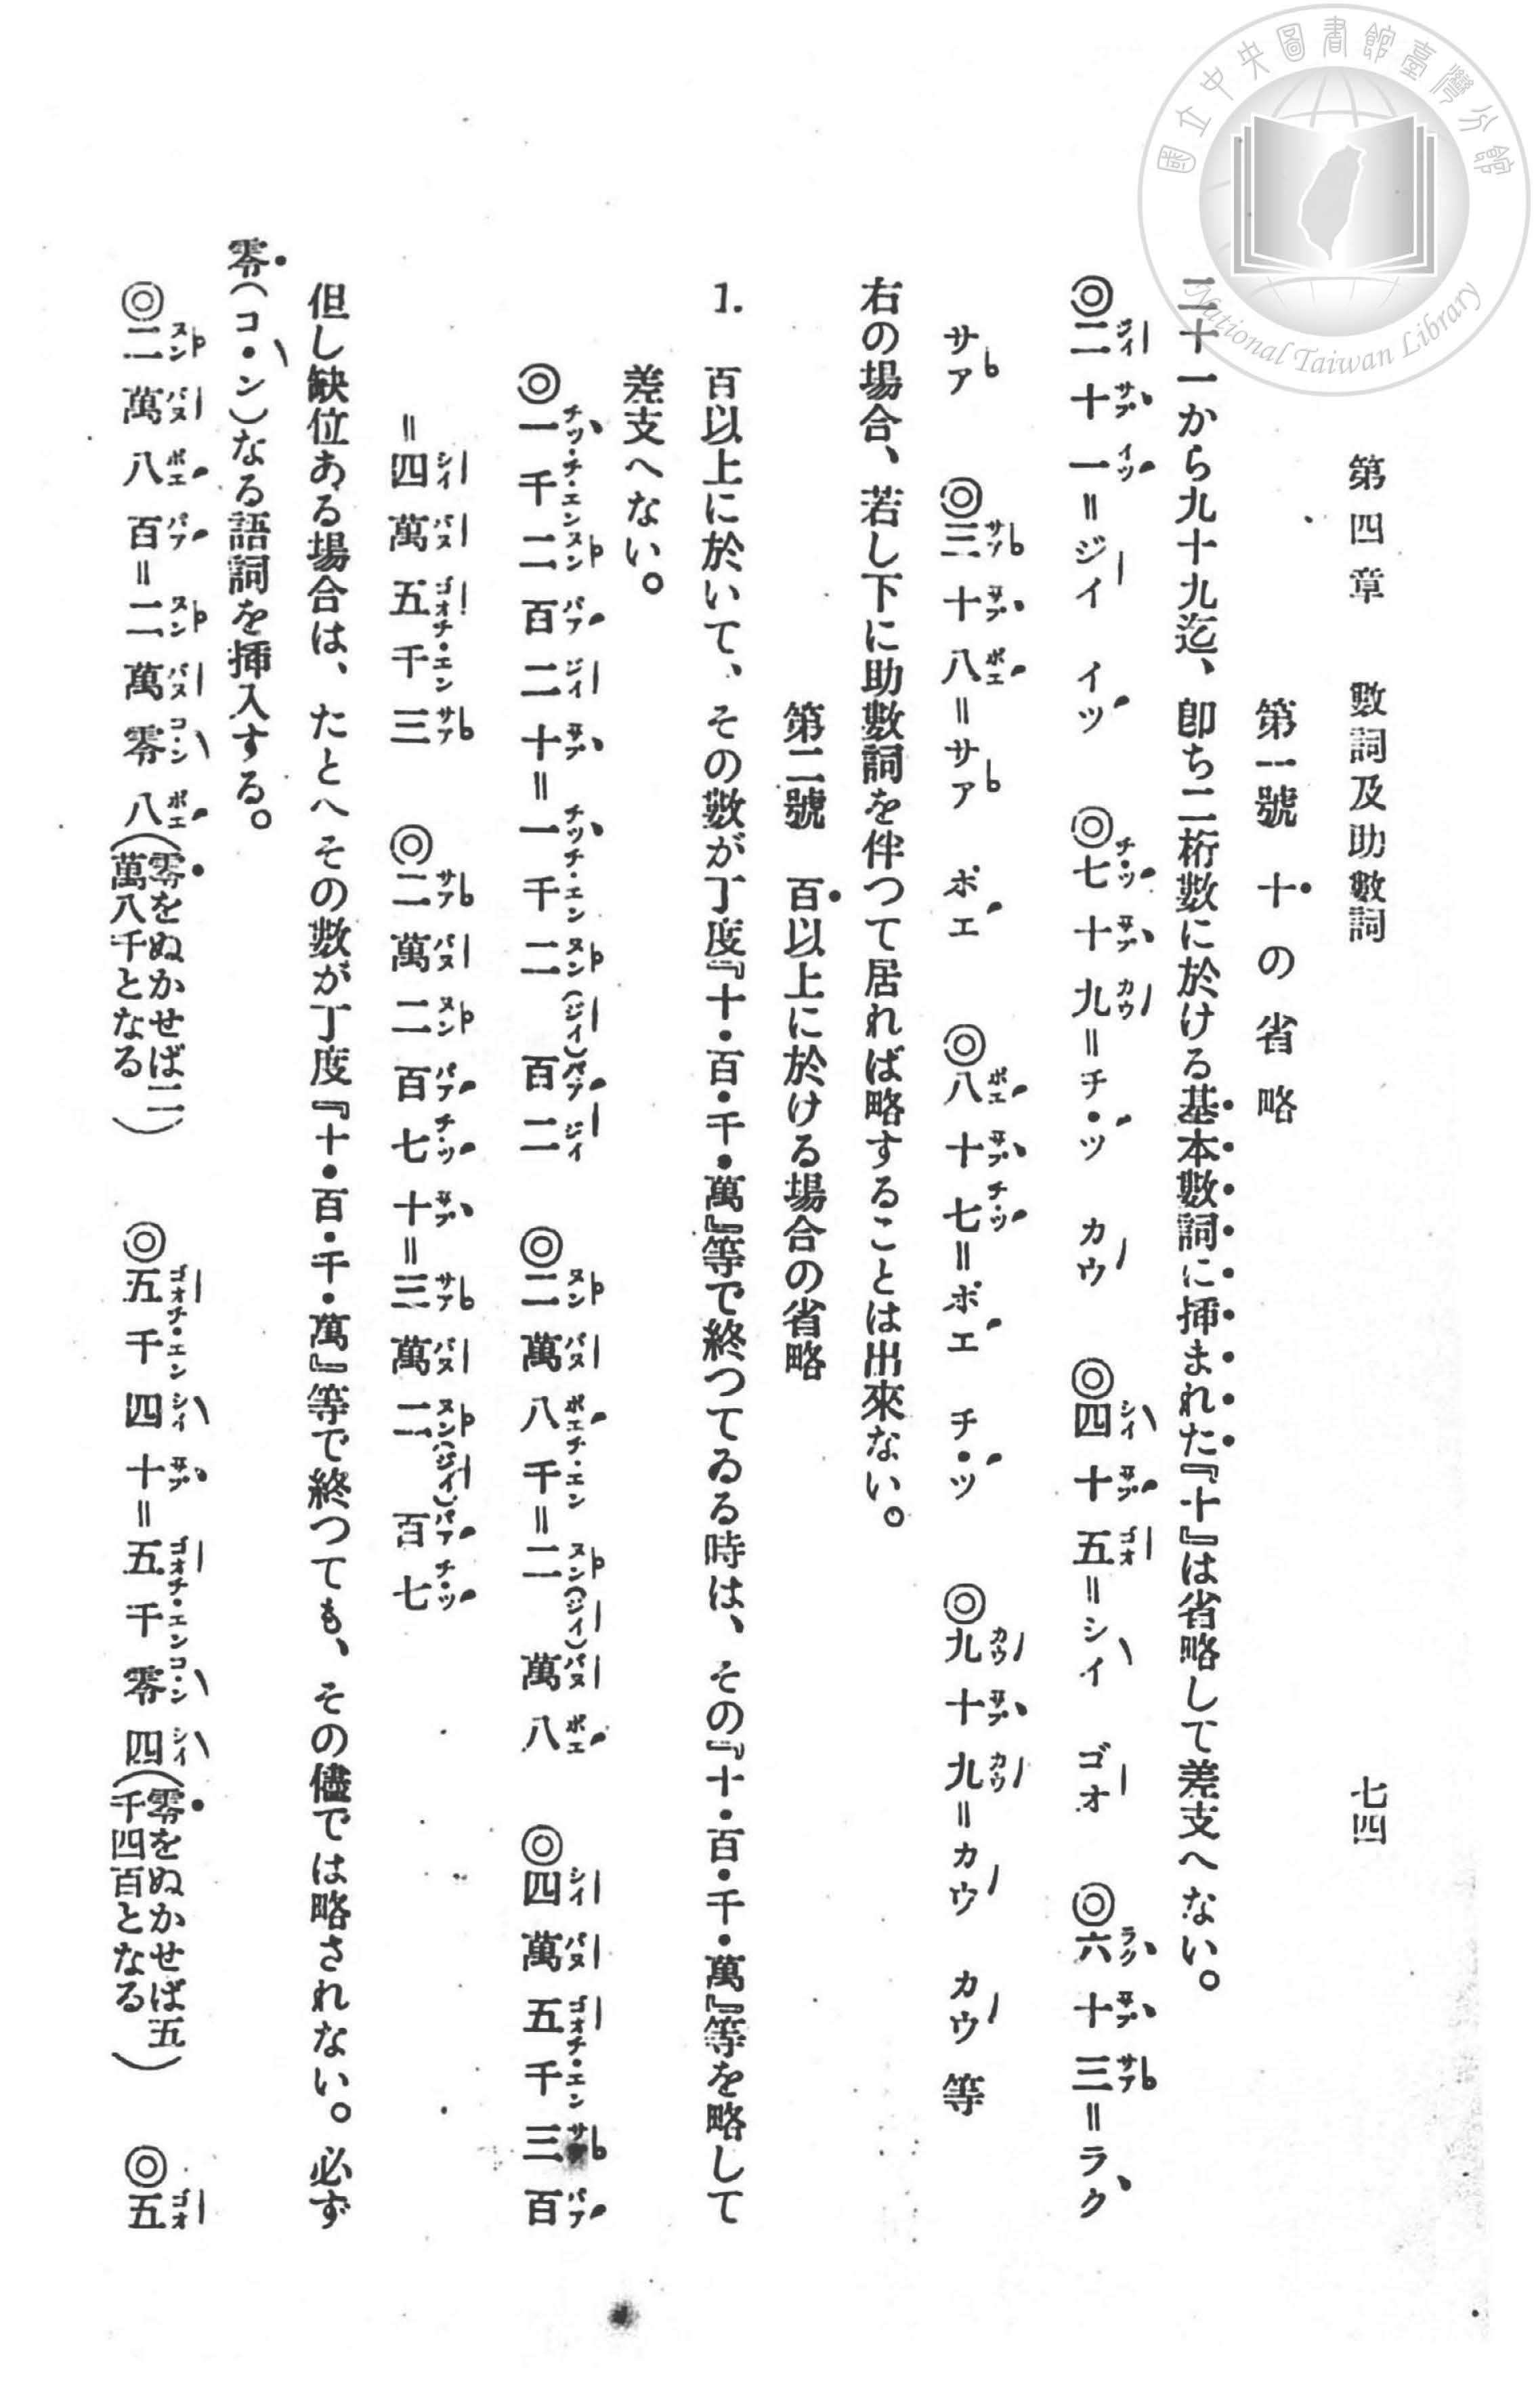 國立中央圖書館臺灣分館
National Taiwan Library
第四章　數詞及助數詞　七四
第一號　十の省略
二十一から九十九迄、卽ち二桁數に於ける基本數詞に挿まれた『十』は省略して差支へない。
◎二十一＝ジイ　イツ　◎七十九＝チ・ツ　カウ　◎四十五＝シイ　ゴオ　◎六十三＝ラク
サア　◎三十八＝サア　ポエ　◎八十七＝ポエ　チ・ツ　◎九十九＝カウ　カウ　等
右の場合、若し下に助數詞を伴つて居れば略することは出來ない。
第二號　百以上に於ける場合の省略
1.　百以上に於いて、その數が丁度『十・百・千・萬』等で終つてゐる時は、その『十・百・千・萬』等を略して
差支へない。
◎一千二百二十＝一千二（ジイ）百二　◎二萬八千＝二（ジイ）萬八　◎四萬五千三百
＝四萬五千三　◎三萬二百七十＝三萬二（ジイ）百七
但し缺位ある場合は、たとへその數が丁度『十・百・千・萬』等で終つても、その儘では略されない。必ず
零（コ・ン）なる語詞を挿入する。
◎二萬八百＝二萬零八（零をぬかせば二萬八千となる）　◎五千四十＝五千零四（零をぬかせば五千四百となる）　◎五